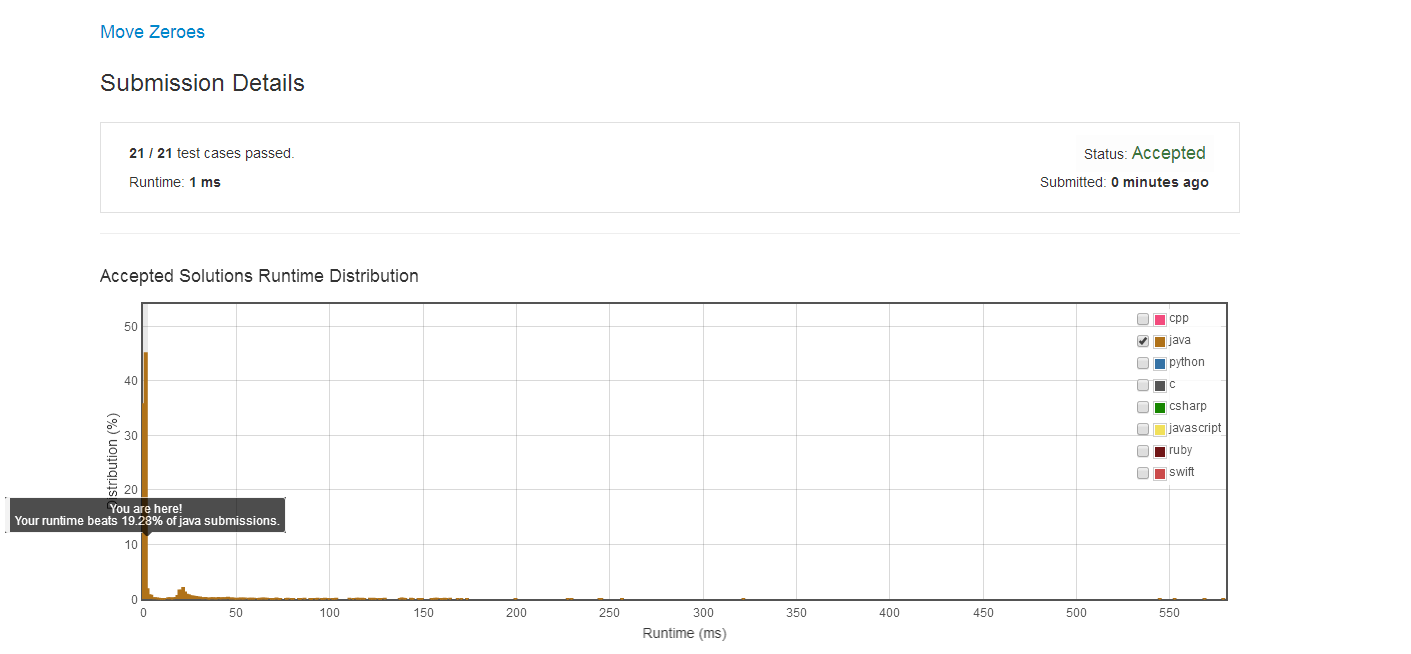 Move Zeroes
Submission Details
21 / 21 test cases passed.
Status: Accepted
Runtime: 1 ms
Submitted: 0 minutes ago
Accepted Solutions Runtime Distribution
cpp
java
python
c
csharp
javascript
ruby
swift
50
40
30
20
10
0
Distribution (%)
You are here!
Your runtime beats 19.28% of java submissions.
0 50 100 150 200 250 300 350 400 450 500 550
Runtime (ms)